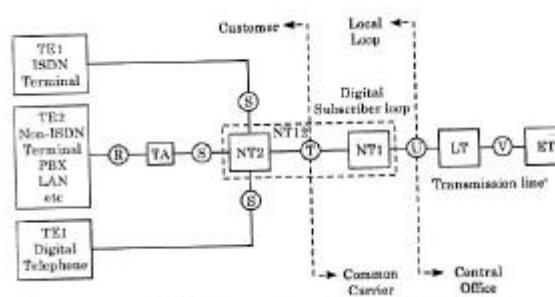 Customer
Local
Loop
TE1
ISDN
Terminal
Digital
Subscriber loop
S
TE2
Non-ISDN
Terminal
PBX
LAN
etc
R
TA
S
NT2
NT12
T
NT1
U
LT
V
ET
Transmission line
S
TE1
Digital
Telephone
Common
Carrier
Central
Office